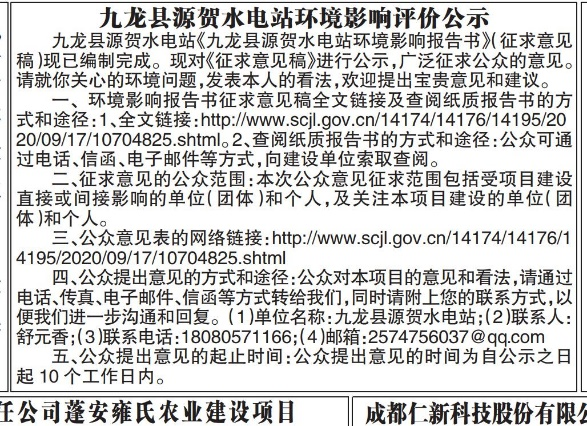 九龙县源贺水电站环境影响评价公示
九龙县源贺水电站《九龙县源贺水电站环境影响报告书》(征求意见
稿)现已编制完成。现对《征求意见稿》进行公示,广泛征求公众的意见。
请就你关心的环境问题,发表本人的看法,欢迎提出宝贵意见和建议。
一、环境影响报告书征求意见稿全文链接及查阅纸质报告书的方
式和途径:1、全文链接:http://www.scjl.gov.cn/14174/14176/14195/20
20/09/17/10704825.shtml。2、查阅纸质报告书的方式和途径:公众可通
过电话、信函、电子邮件等方式,向建设单位索取查阅。
二、征求意见的公众范围:本次公众意见征求范围包括受项目建设
直接或间接影响的单位(团体)和个人,及关注本项目建设的单位(团
体)和个人。
三、公众意见表的网络链接:http://www.scjl.gov.cn/14174/14176/1
4195/2020/09/17/10704825.shtml
四、公众提出意见的方式和途径:公众对本项目的意见和看法,请通过
电话、传真、电子邮件、信函等方式转给我们,同时请附上您的联系方式,以
便我们进一步沟通和回复。(1)单位名称:九龙县源贺水电站;(2)联系人:
舒元香;(3)联系电话:18080571166;(4)邮箱:2574756037@qq.com
五、公众提出意见的起止时间:公众提出意见的时间为自公示之日
起10个工作日内。
任公司蓬安雍氏农业建设项目
成都仁新科技股份有限公